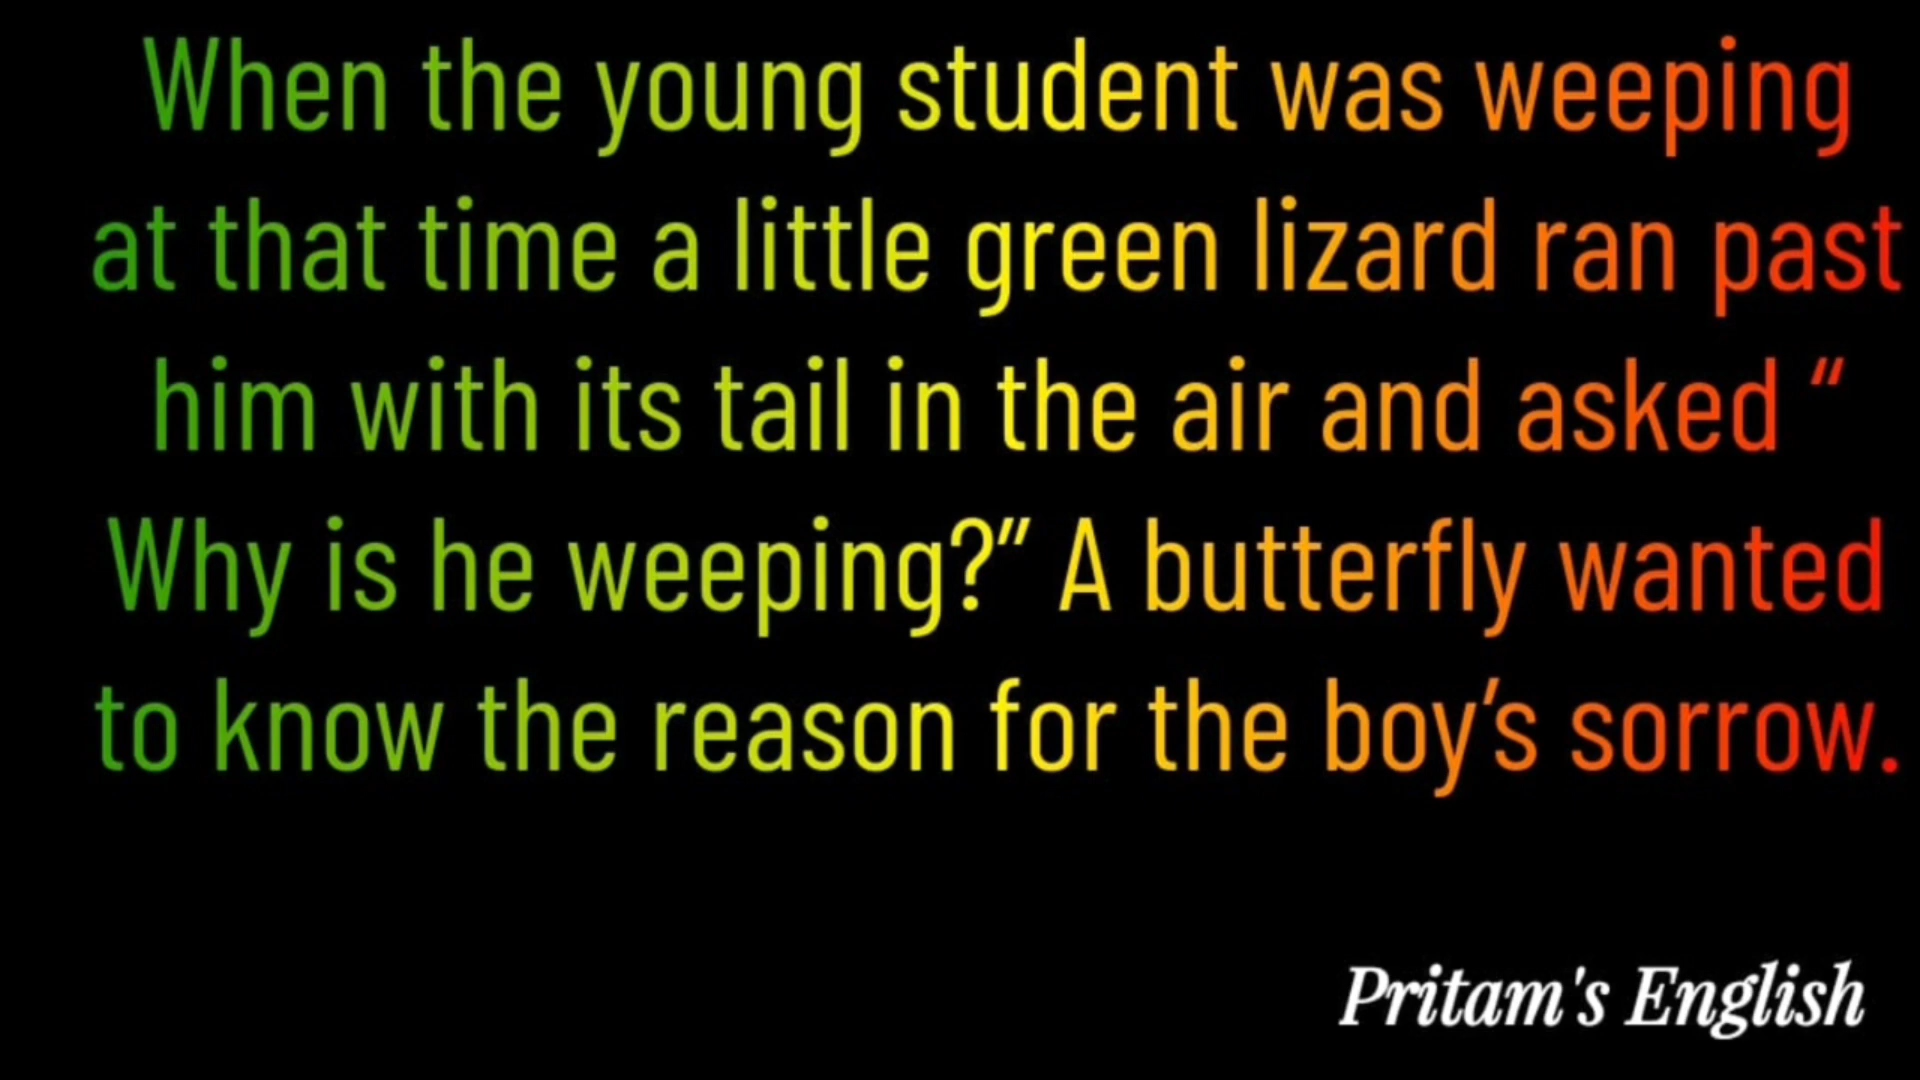 When the young student was weeping
at that time a little green lizard ran past
him with its tail in the air and asked “
Why is he weeping?” A butterfly wanted
to know the reason for the boy’s sorrow.
Pritam's English